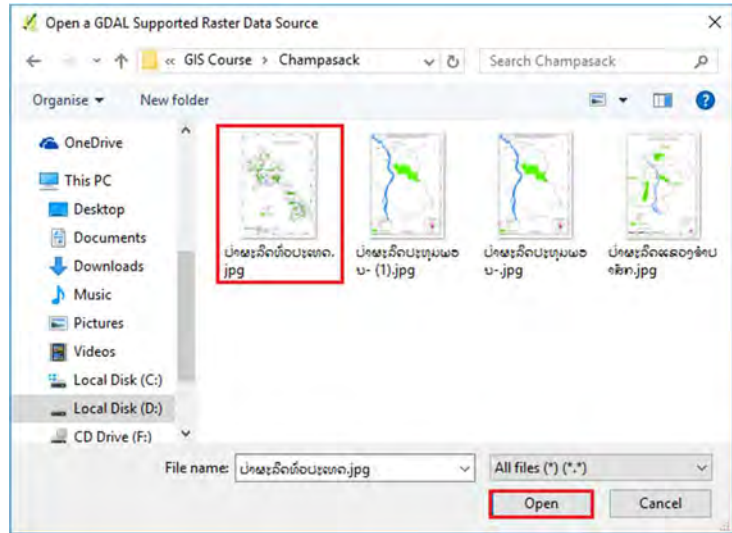 Open a GDAL Supported Raster Data Source
« GIS Course › Champasack
Search Champasack
Organise
New folder
OneDrive
This PC
Desktop
Documents
Downloads
Music
Pictures
Videos
Local Disk (C:)
Local Disk (D:)
CD Drive (F:)
ປ່າຜະລິດທົ່ວປະເທດ.
jpg
ປ່າຜະລິດປະທຸມພອ
ບ- (1).jpg
ປ່າຜະລິດປະທຸມພອ
ບ-.jpg
ປ່າຜະລິດແຂວງຈຳປ
າສັກ.jpg
File name:
ປ່າຜະລິດທົ່ວປະເທດ.jpg
All files (*) (*.*)
Open
Cancel